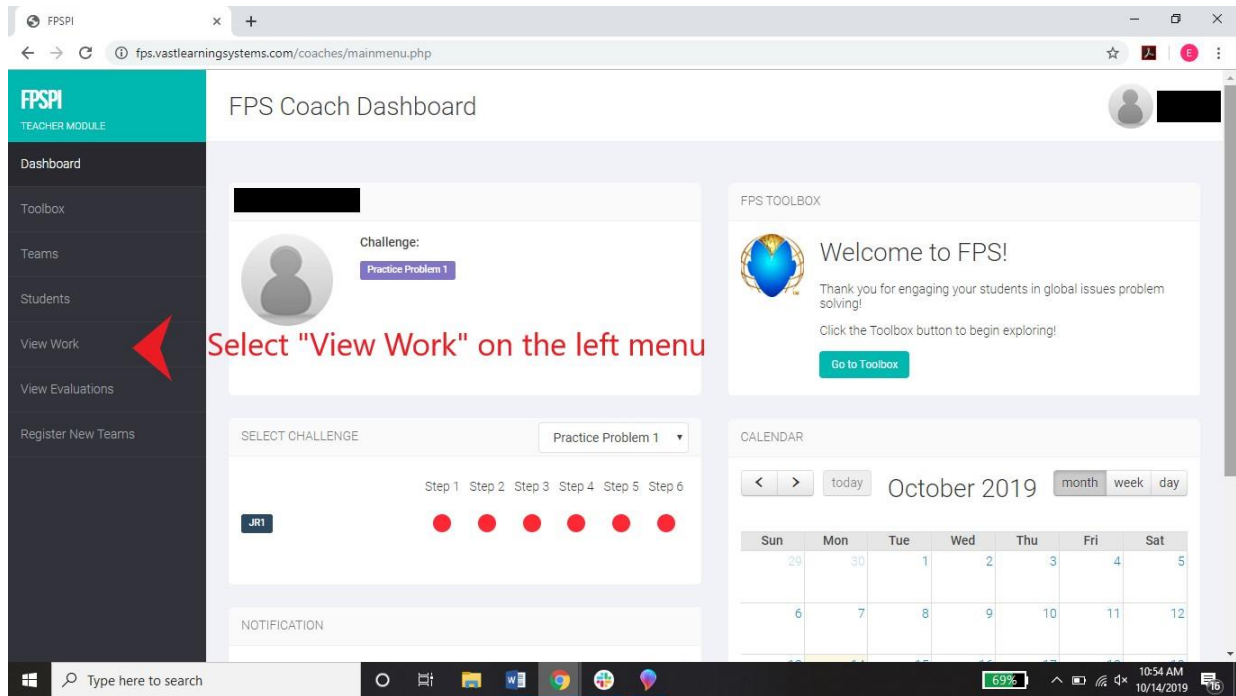 FPSPI
fps.vastlearningsystems.com/coaches/mainmenu.php
E
FPSPI
TEACHER MODULE
FPS Coach Dashboard
Dashboard
Toolbox
Teams
Students
View Work
View Evaluations
Register New Teams
Challenge:
Practice Problem 1
Select "View Work" on the left menu
FPS TOOLBOX
Welcome to FPS!
Thank you for engaging your students in global issues problem
solving!
Click the Toolbox button to begin exploring!
Go to Toolbox
SELECT CHALLENGE
Practice Problem 1
Step 1 Step 2 Step 3 Step 4 Step 5 Step 6
JR1
NOTIFICATION
CALENDAR
today
October 2019
month week day
Sun Mon Tue Wed Thu Fri Sat
29 30 1 2 3 4 5
6 7 8 9 10 11 12
Type here to search
69%
10:54 AM
10/14/2019
16